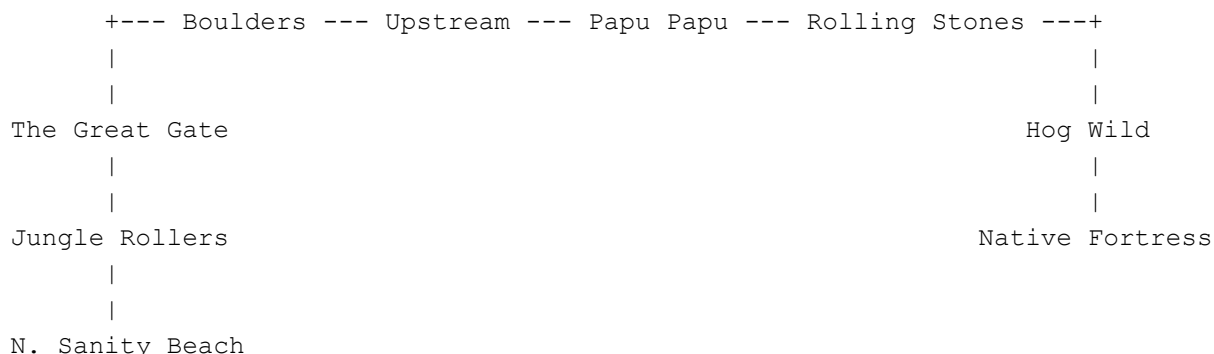 +--- Boulders --- Upstream --- Papu Papu --- Rolling Stones ---+
| |
| |
The Great Gate Hog Wild
| |
| |
Jungle Rollers Native Fortress
|
|
N. Sanity Beach